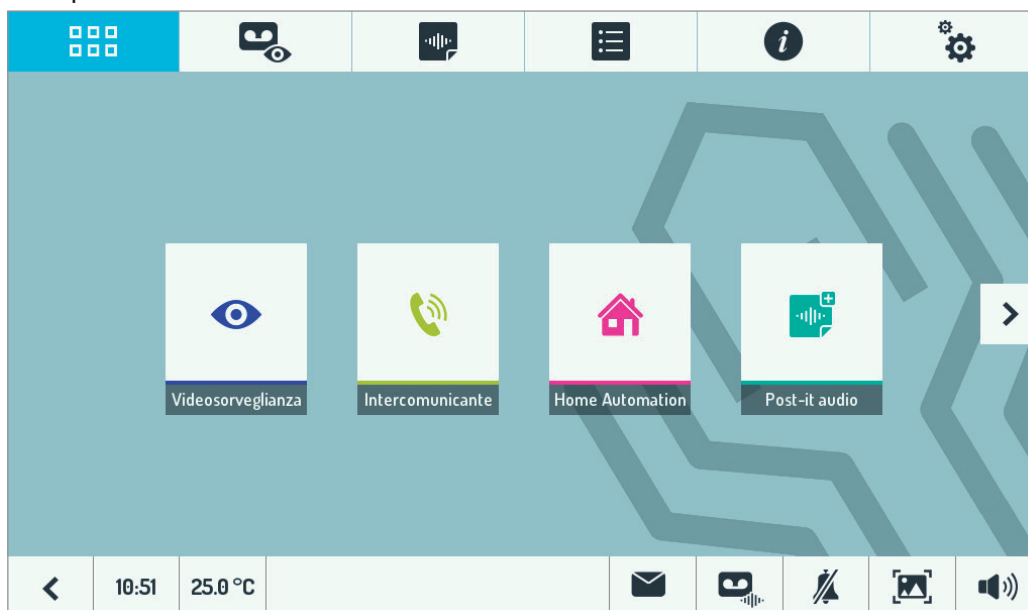 Videosorveglianza
Intercomunicante
Home Automation
Post-it audio
10:51
25.0 °C